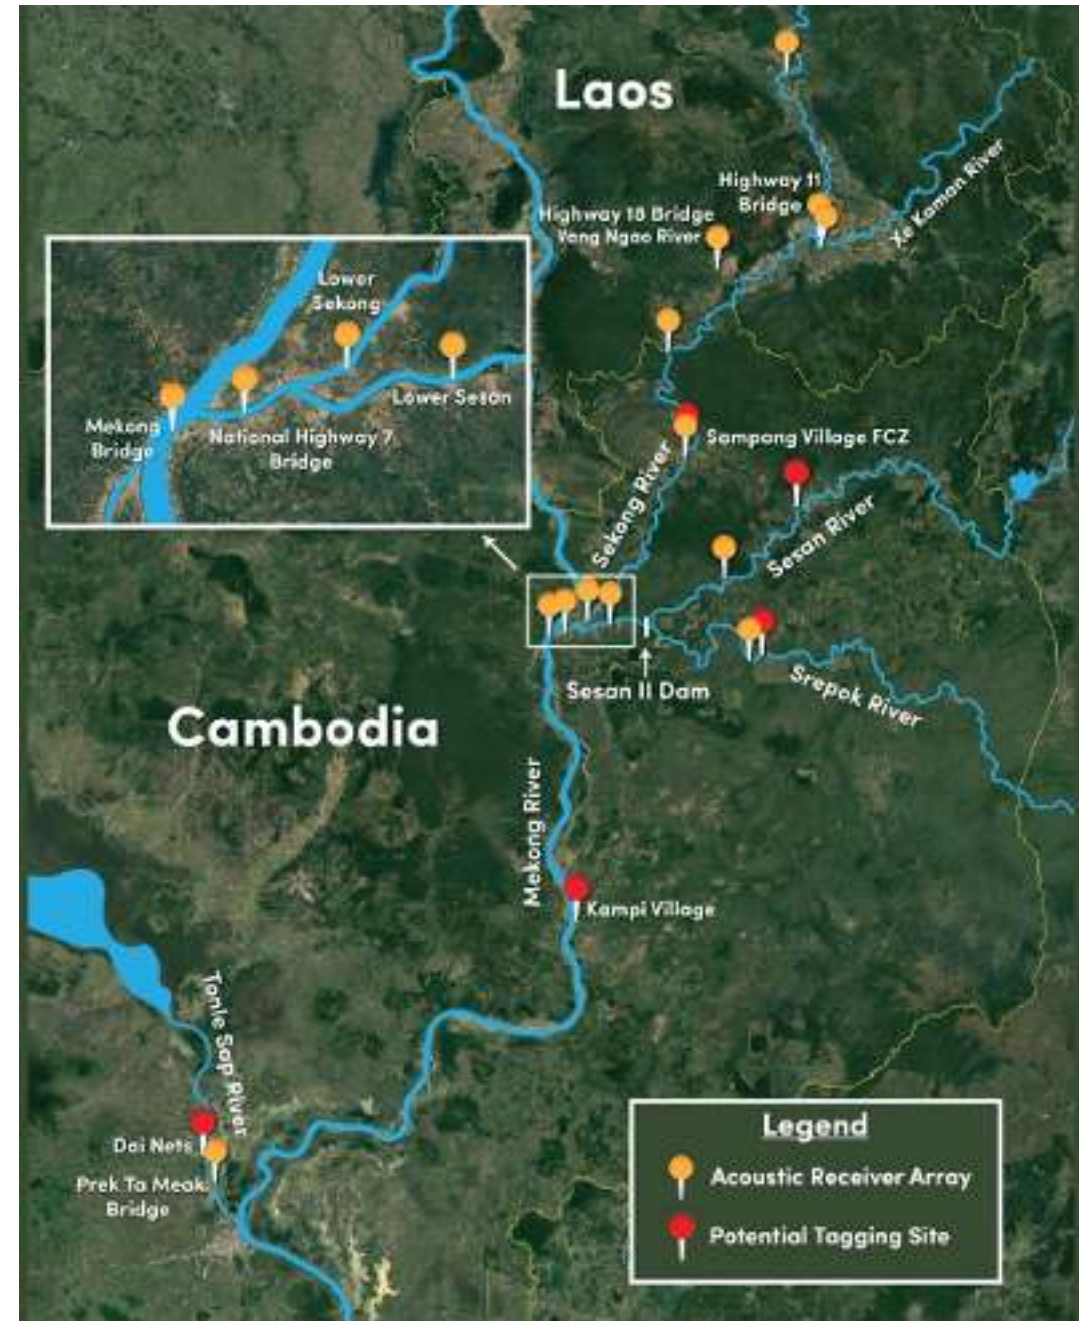 Laos
Highway 11
Bridge
Highway 18 Bridge
Vang Ngao River
Xe Kaman River
Lower
Sekong
Lower Sesan
Mekong
Bridge
National Highway 7
Bridge
Sekong River
Sampang Village FCZ
Sesan River
Sesan II Dam
Srepok River
Cambodia
Mekong River
Kampi Village
Tonle Sap River
Dai Nets
Prek Ta Meak
Bridge
Legend
Acoustic Receiver Array
Potential Tagging Site